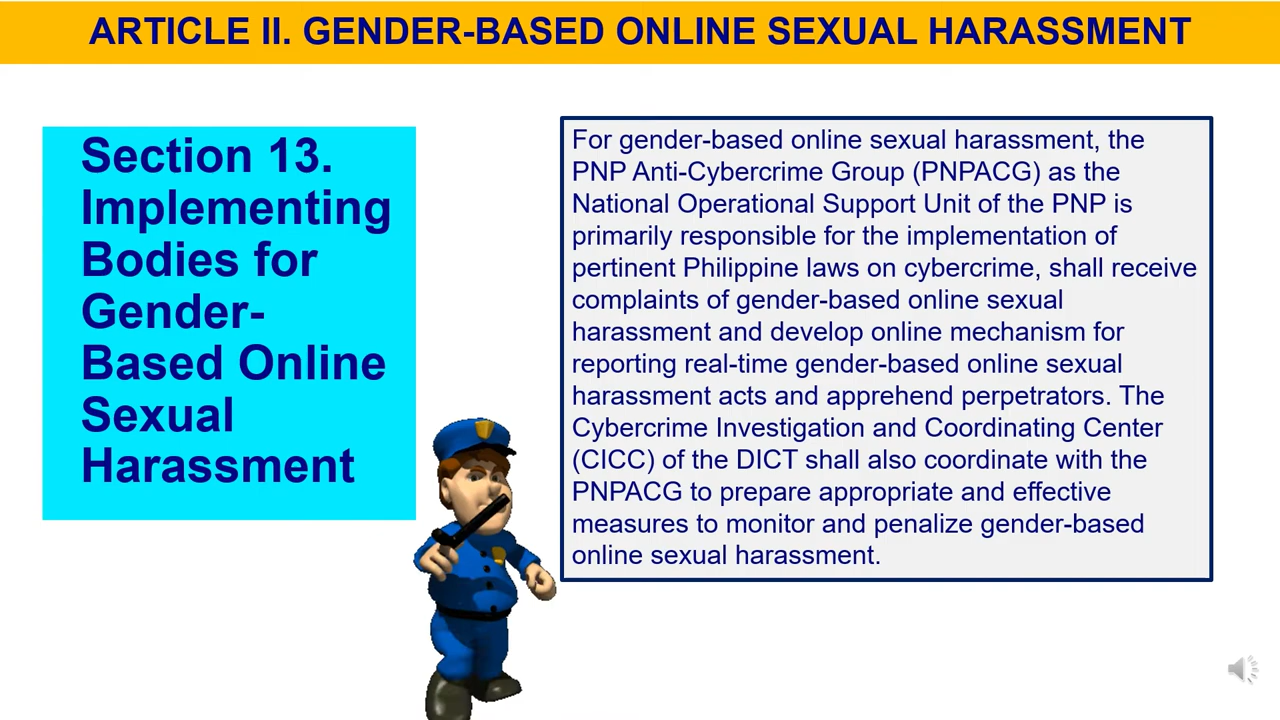 ARTICLE II. GENDER-BASED ONLINE SEXUAL HARASSMENT
Section 13.
Implementing
Bodies for
Gender-
Based Online
Sexual
Harassment
For gender-based online sexual harassment, the
PNP Anti-Cybercrime Group (PNPACG) as the
National Operational Support Unit of the PNP is
primarily responsible for the implementation of
pertinent Philippine laws on cybercrime, shall receive
complaints of gender-based online sexual
harassment and develop online mechanism for
reporting real-time gender-based online sexual
harassment acts and apprehend perpetrators. The
Cybercrime Investigation and Coordinating Center
(CICC) of the DICT shall also coordinate with the
PNPACG to prepare appropriate and effective
measures to monitor and penalize gender-based
online sexual harassment.